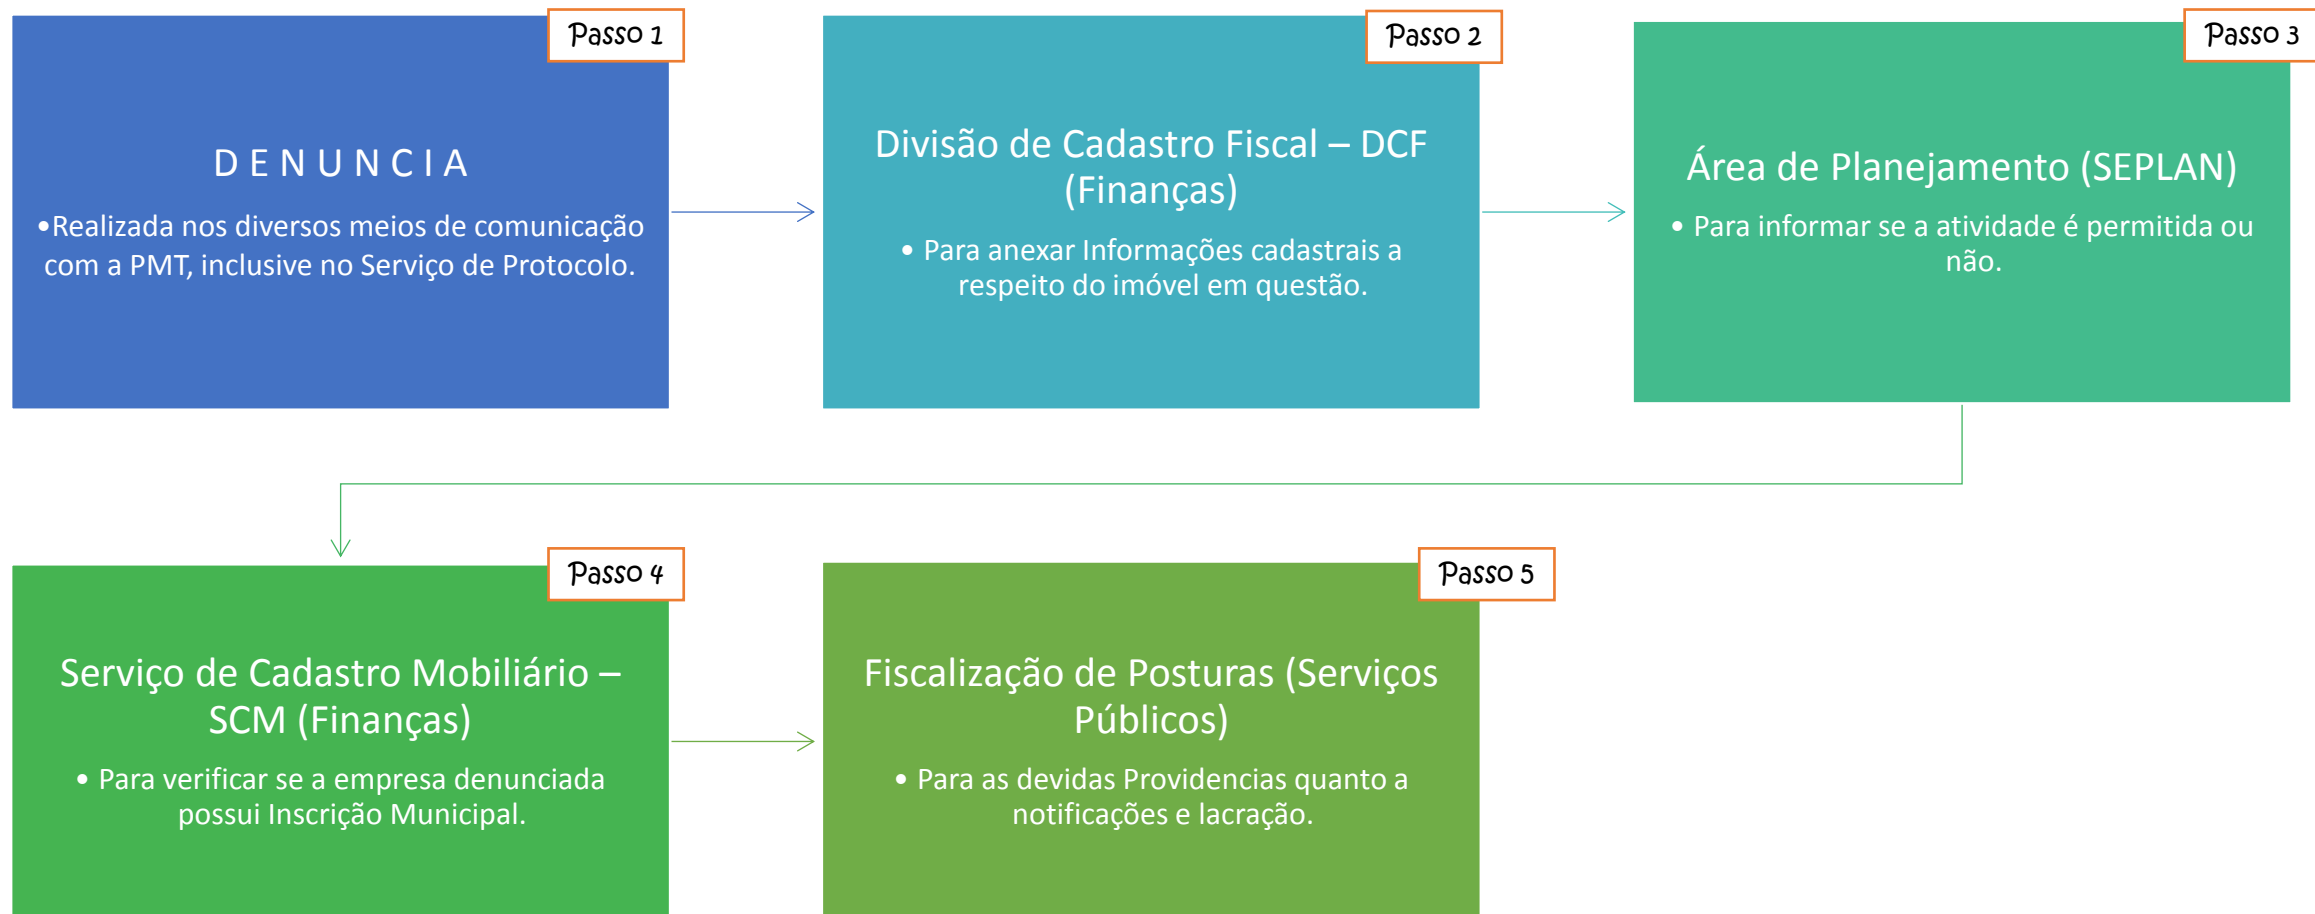 Passo 1
D E N U N C I A
•Realizada nos diversos meios de comunicação
com a PMT, inclusive no Serviço de Protocolo.
Passo 2
Divisão de Cadastro Fiscal – DCF
(Finanças)
• Para anexar Informações cadastrais a
respeito do imóvel em questão.
Passo 3
Área de Planejamento (SEPLAN)
• Para informar se a atividade é permitida ou
não.
Passo 4
Serviço de Cadastro Mobiliário –
SCM (Finanças)
• Para verificar se a empresa denunciada
possui Inscrição Municipal.
Passo 5
Fiscalização de Posturas (Serviços
Públicos)
• Para as devidas Providencias quanto a
notificações e lacração.